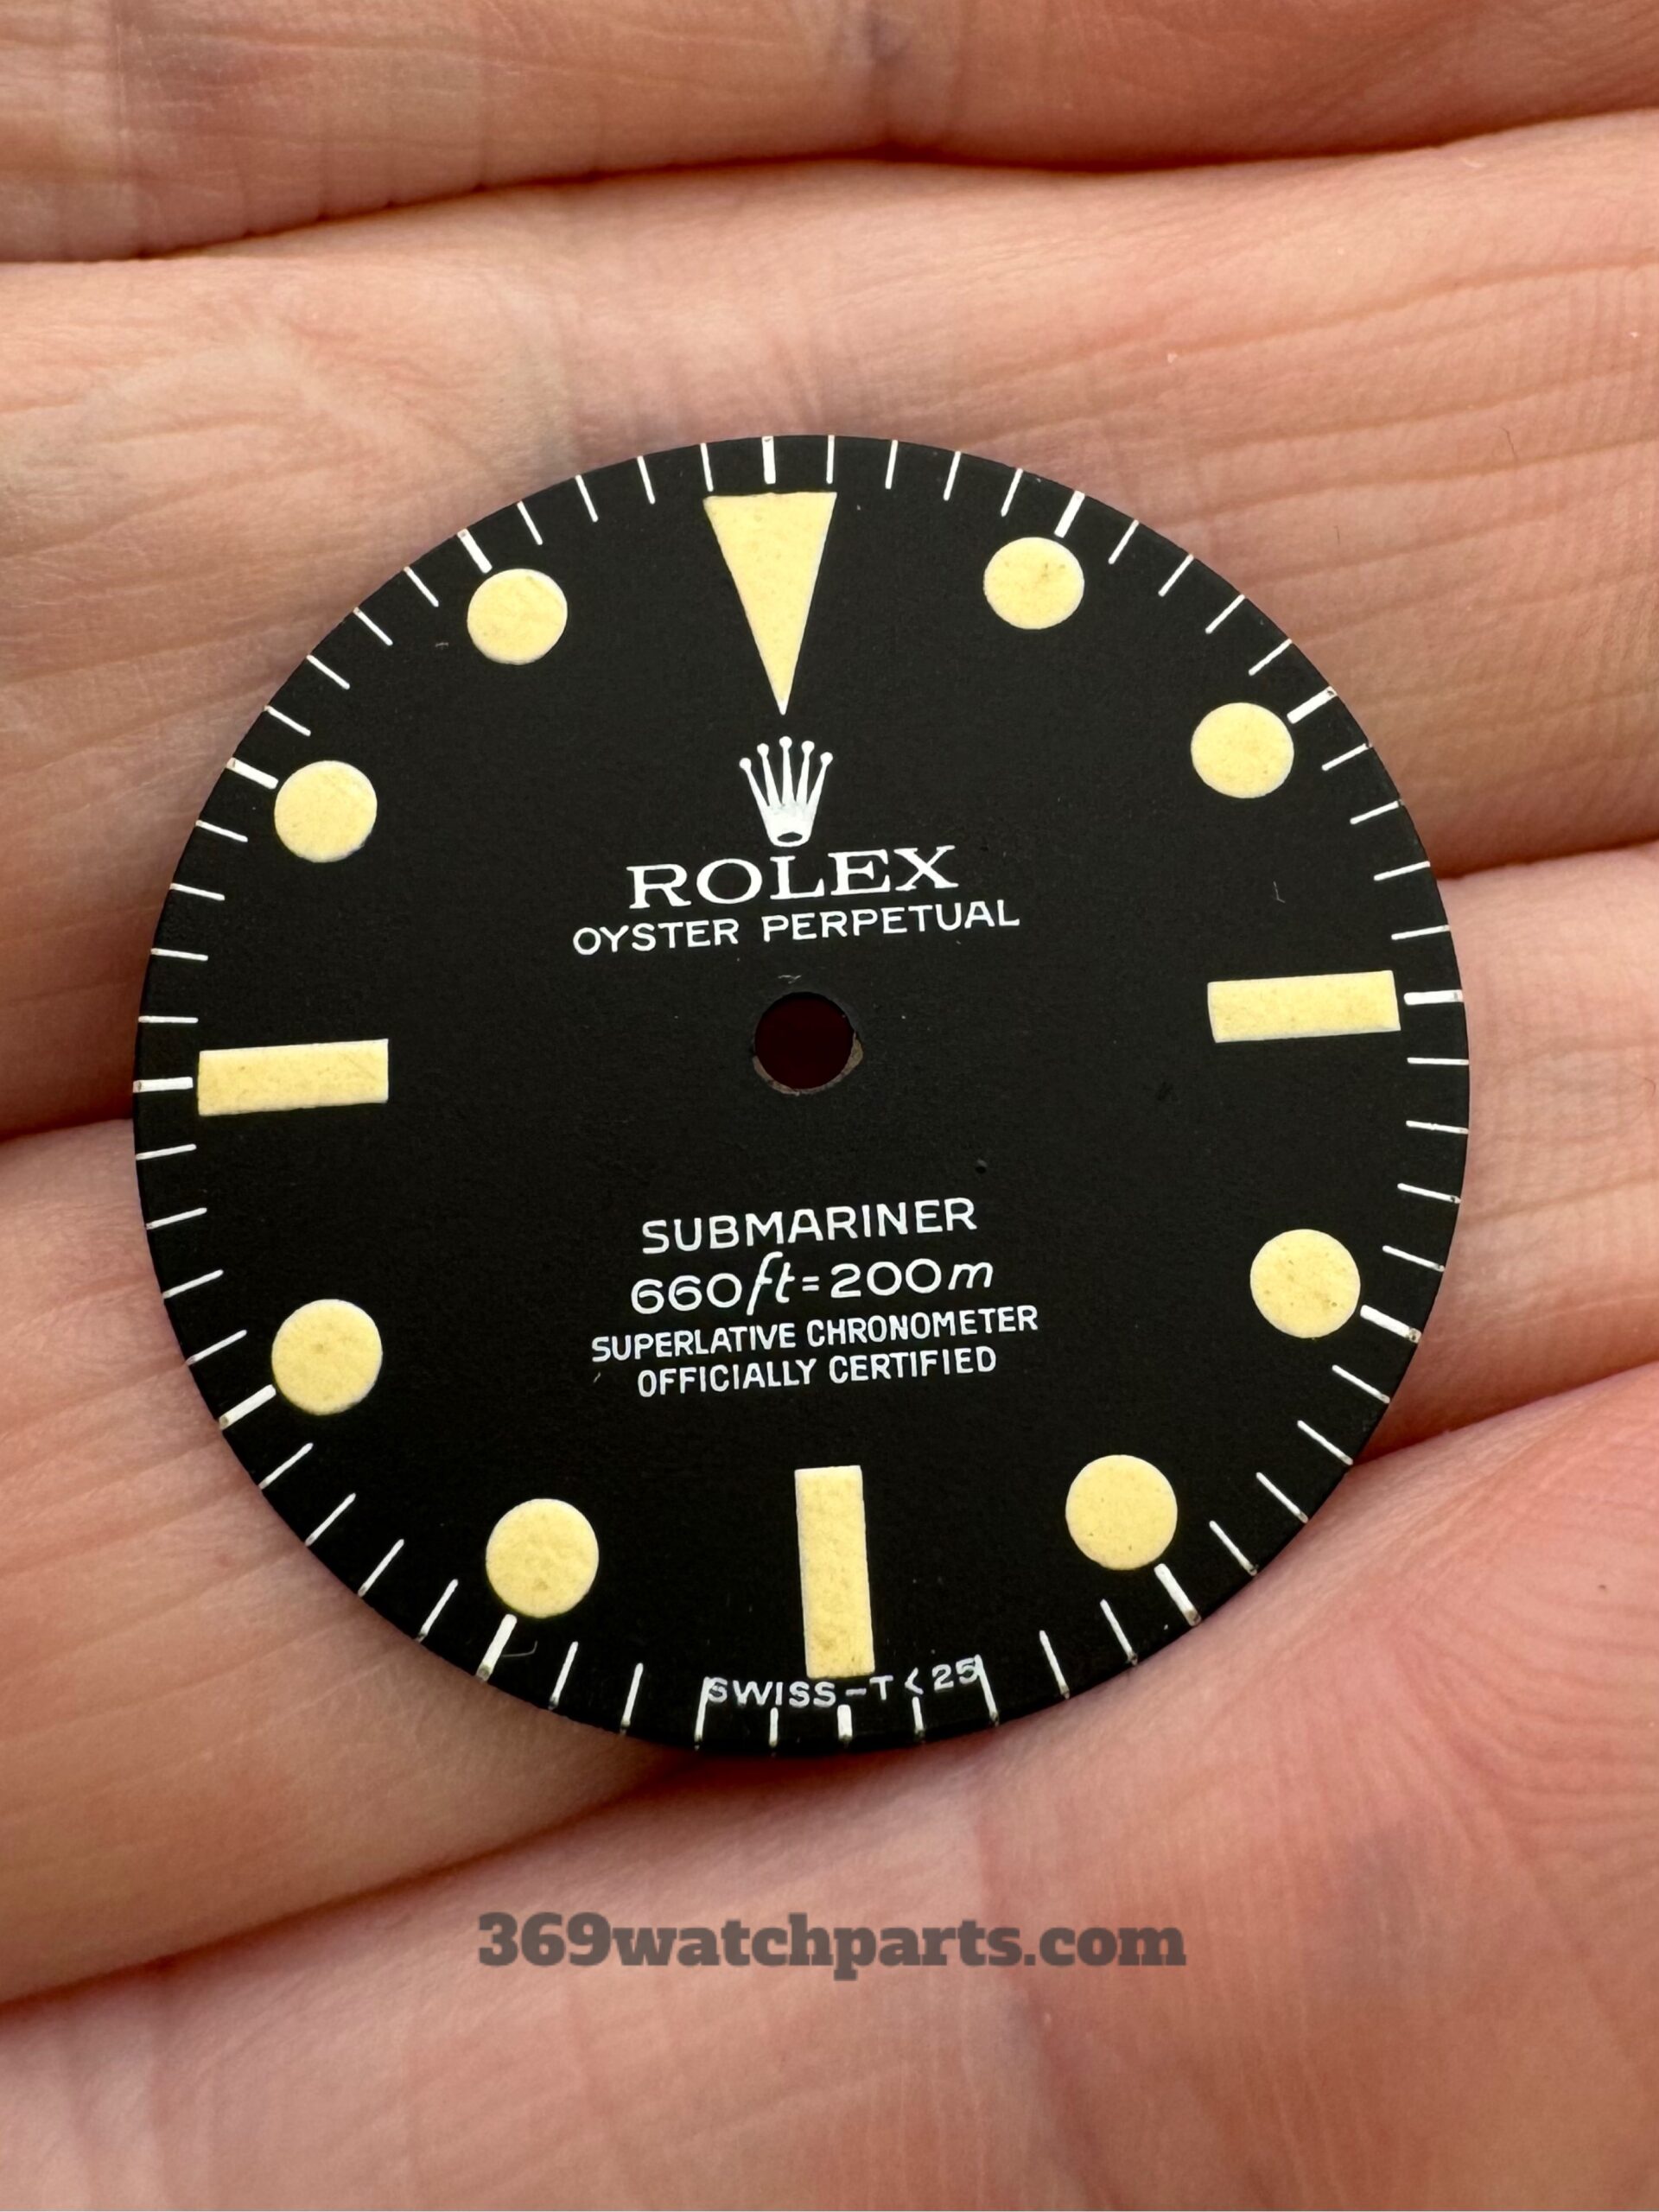 ROLEX
OYSTER PERPETUAL
SUBMARINER
660ft=200m
SUPERLATIVE CHRONOMETER
OFFICIALLY CERTIFIED
SWISS-T<25
369watchparts.com